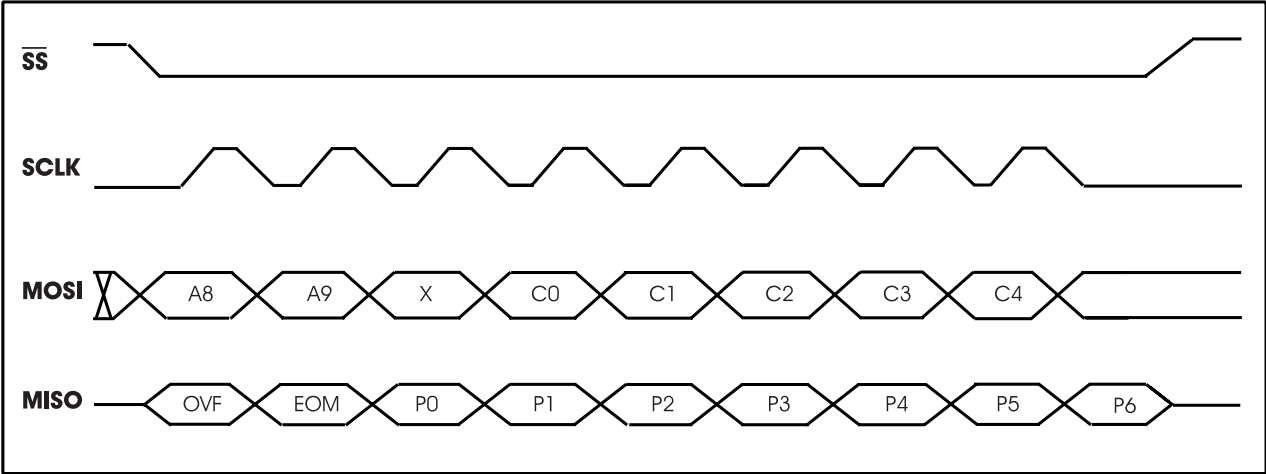 SS
SCLK
MOSI A8 A9 X C0 C1 C2 C3 C4
MISO OVF EOM P0 P1 P2 P3 P4 P5 P6